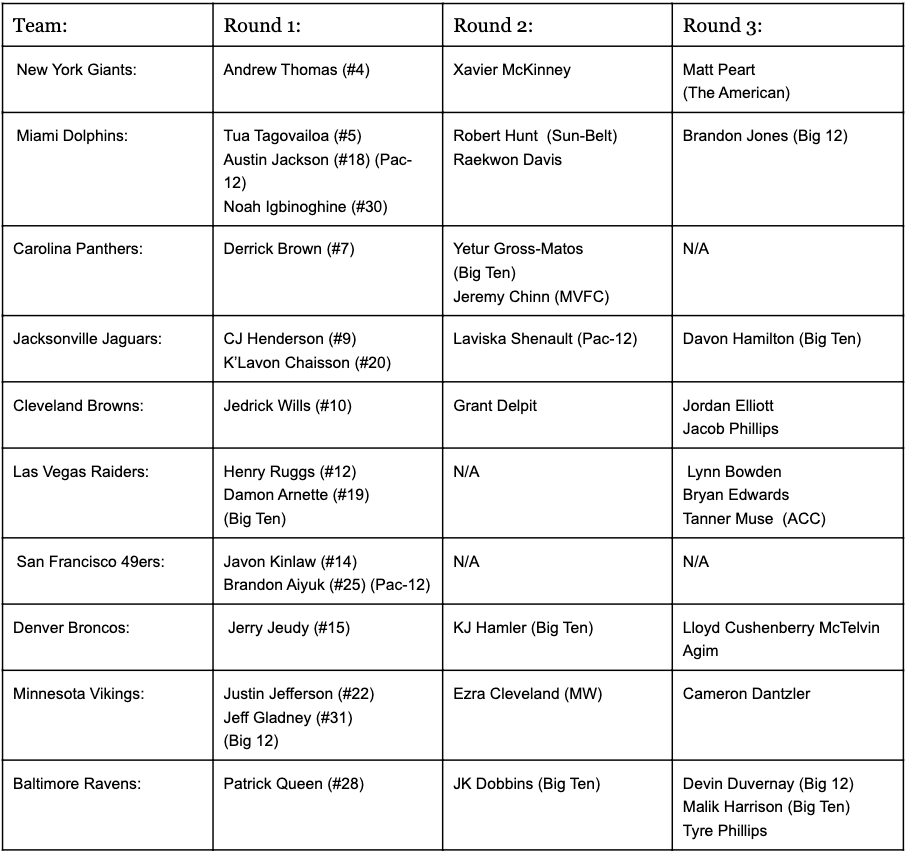 Team: Round 1: Round 2: Round 3:
New York Giants: Andrew Thomas (#4) Xavier McKinney Matt Peart
(The American)
Miami Dolphins: Tua Tagovailoa (#5) Robert Hunt (Sun-Belt) Brandon Jones (Big 12)
Austin Jackson (#18) (Pac- Raekwon Davis
12)
Noah Igbinoghine (#30)
Carolina Panthers: Derrick Brown (#7) Yetur Gross-Matos N/A
(Big Ten)
Jeremy Chinn (MVFC)
Jacksonville Jaguars: CJ Henderson (#9) Laviska Shenault (Pac-12) Davon Hamilton (Big Ten)
K’Lavon Chaisson (#20)
Cleveland Browns: Jedrick Wills (#10) Grant Delpit Jordan Elliott
Jacob Phillips
Las Vegas Raiders: Henry Ruggs (#12) N/A Lynn Bowden
Damon Arnette (#19) Bryan Edwards
(Big Ten) Tanner Muse (ACC)
San Francisco 49ers: Javon Kinlaw (#14) N/A N/A
Brandon Aiyuk (#25) (Pac-12)
Denver Broncos: Jerry Jeudy (#15) KJ Hamler (Big Ten) Lloyd Cushenberry McTelvin
Agim
Minnesota Vikings: Justin Jefferson (#22) Ezra Cleveland (MW) Cameron Dantzler
Jeff Gladney (#31)
(Big 12)
Baltimore Ravens: Patrick Queen (#28) JK Dobbins (Big Ten) Devin Duvernay (Big 12)
Malik Harrison (Big Ten)
Tyre Phillips